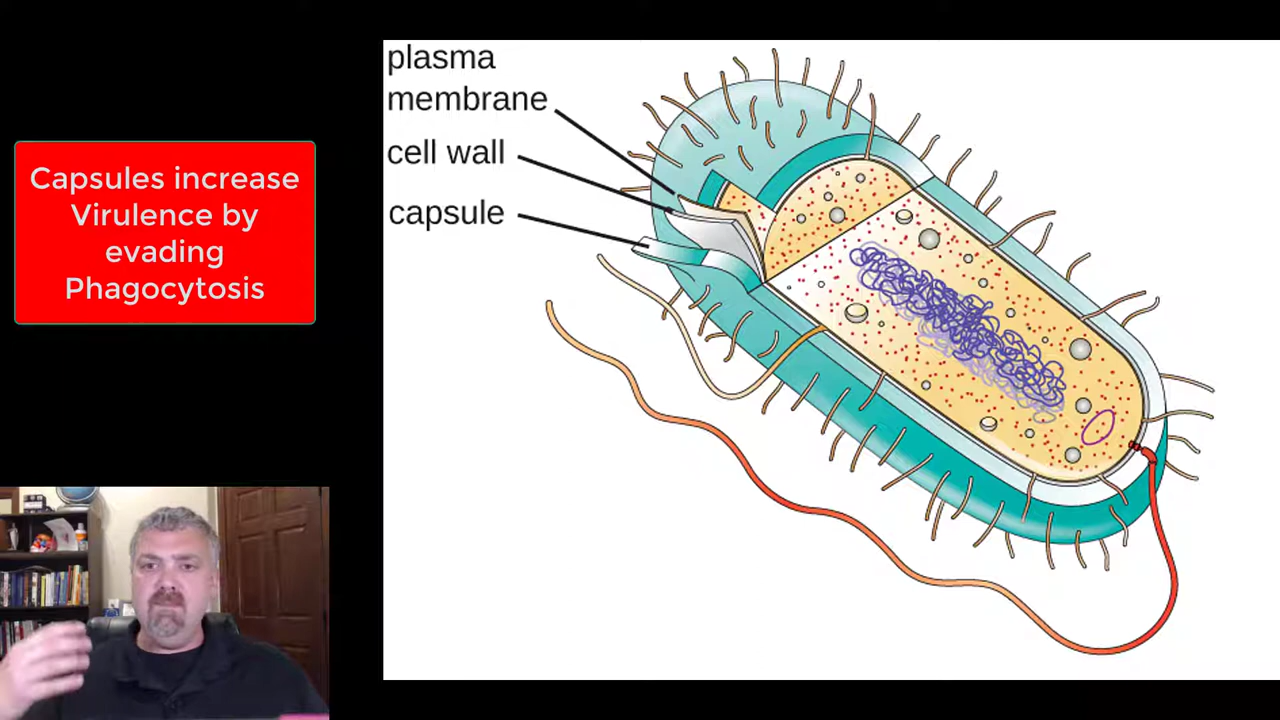 Capsules increase
Virulence by
evading
Phagocytosis
plasma
membrane
cell wall
capsule